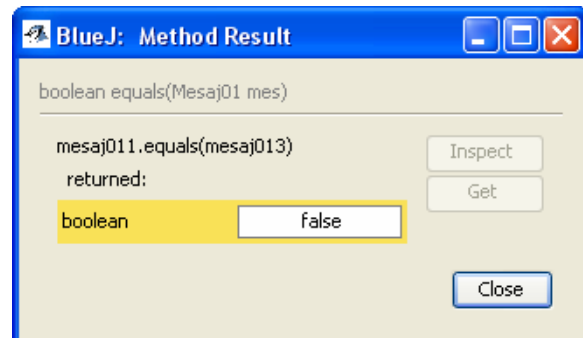 BlueJ: Method Result
boolean equals(Mesaj01 mes)
mesaj011.equals(mesaj013)
Inspect
returned:
Get
boolean false
Close